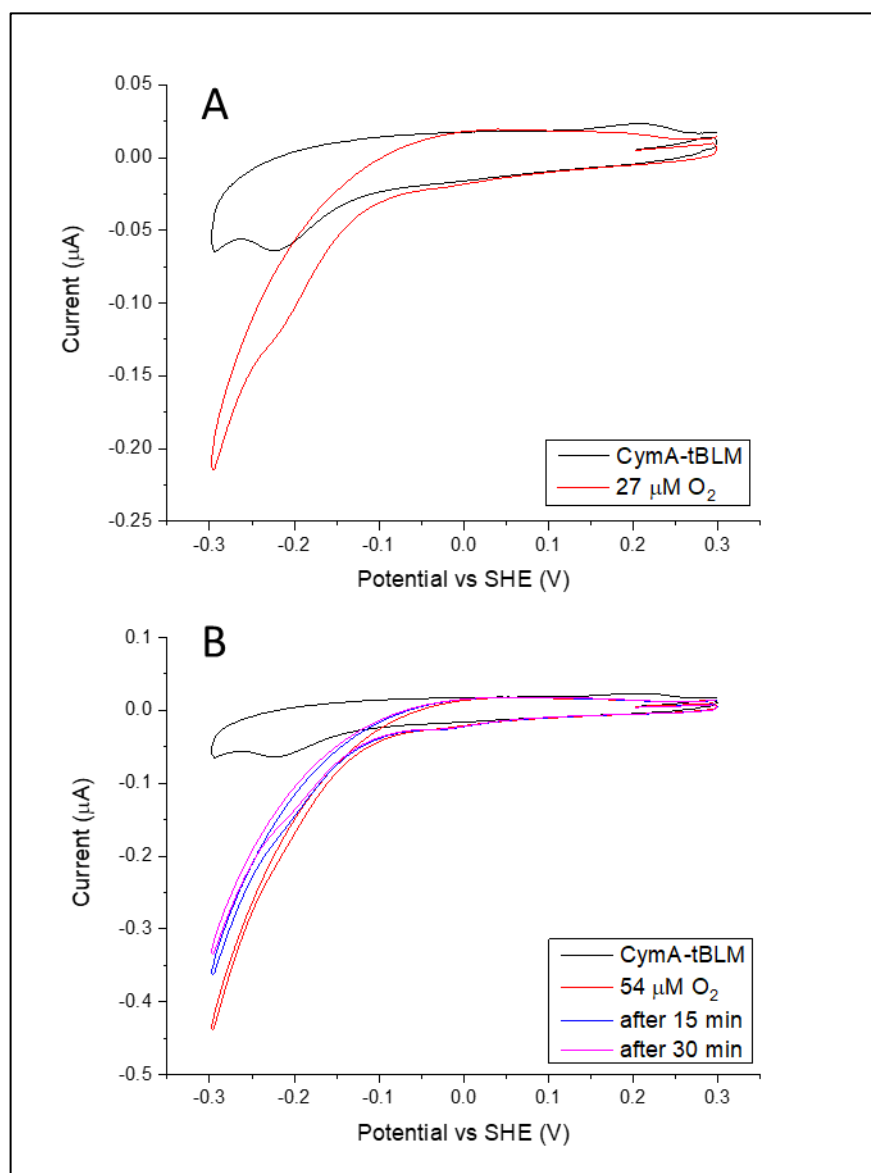 A
0.05
0.00
-0.05
-0.10
-0.15
-0.20
-0.25
Current (μA)
CymA-tBLM
27 μM O₂
-0.3 -0.2 -0.1 0.0 0.1 0.2 0.3
Potential vs SHE (V)
B
0.1
0.0
-0.1
-0.2
-0.3
-0.4
-0.5
Current (μA)
CymA-tBLM
54 μM O₂
after 15 min
after 30 min
-0.3 -0.2 -0.1 0.0 0.1 0.2 0.3
Potential vs SHE (V)